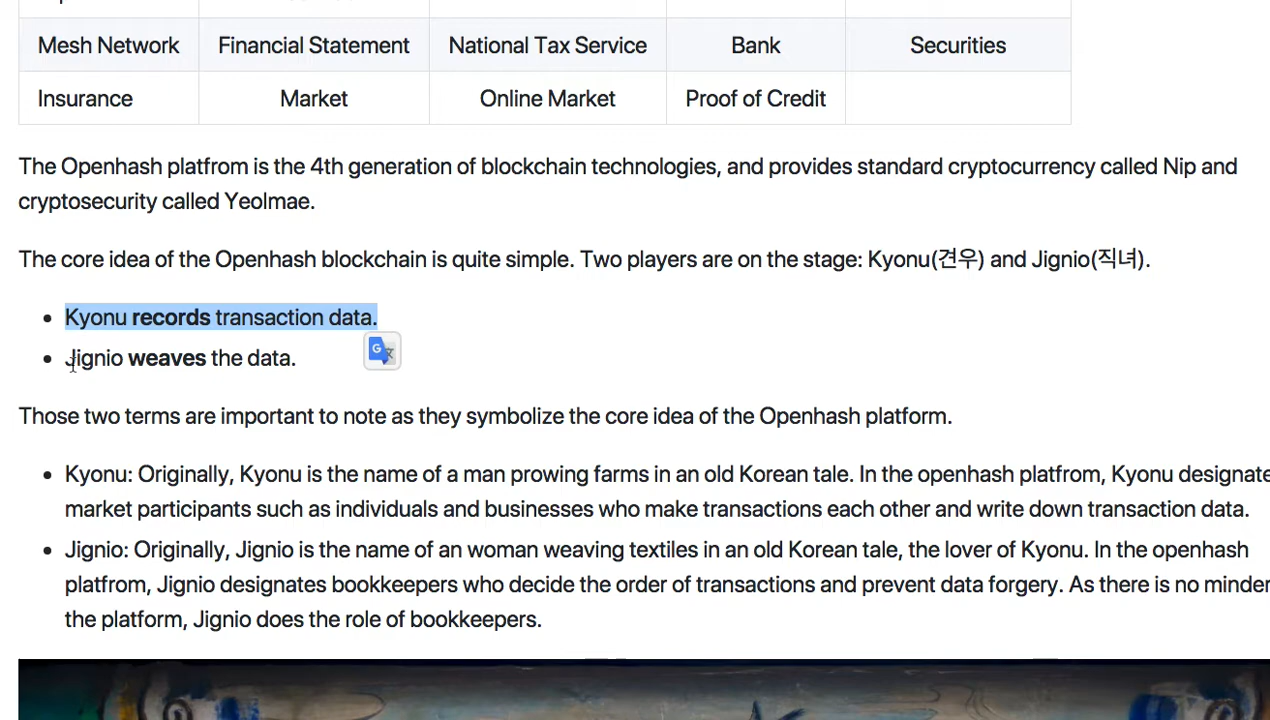 Mesh Network Financial Statement National Tax Service Bank Securities
Insurance Market Online Market Proof of Credit
The Openhash platfrom is the 4th generation of blockchain technologies, and provides standard cryptocurrency called Nip and
cryptosecurity called Yeolmae.
The core idea of the Openhash blockchain is quite simple. Two players are on the stage: Kyonu(견우) and Jignio(직녀).
• Kyonu records transaction data.
• Jignio weaves the data.
Those two terms are important to note as they symbolize the core idea of the Openhash platform.
• Kyonu: Originally, Kyonu is the name of a man prowing farms in an old Korean tale. In the openhash platfrom, Kyonu designate
market participants such as individuals and businesses who make transactions each other and write down transaction data.
• Jignio: Originally, Jignio is the name of an woman weaving textiles in an old Korean tale, the lover of Kyonu. In the openhash
platfrom, Jignio designates bookkeepers who decide the order of transactions and prevent data forgery. As there is no minder
the platform, Jignio does the role of bookkeepers.